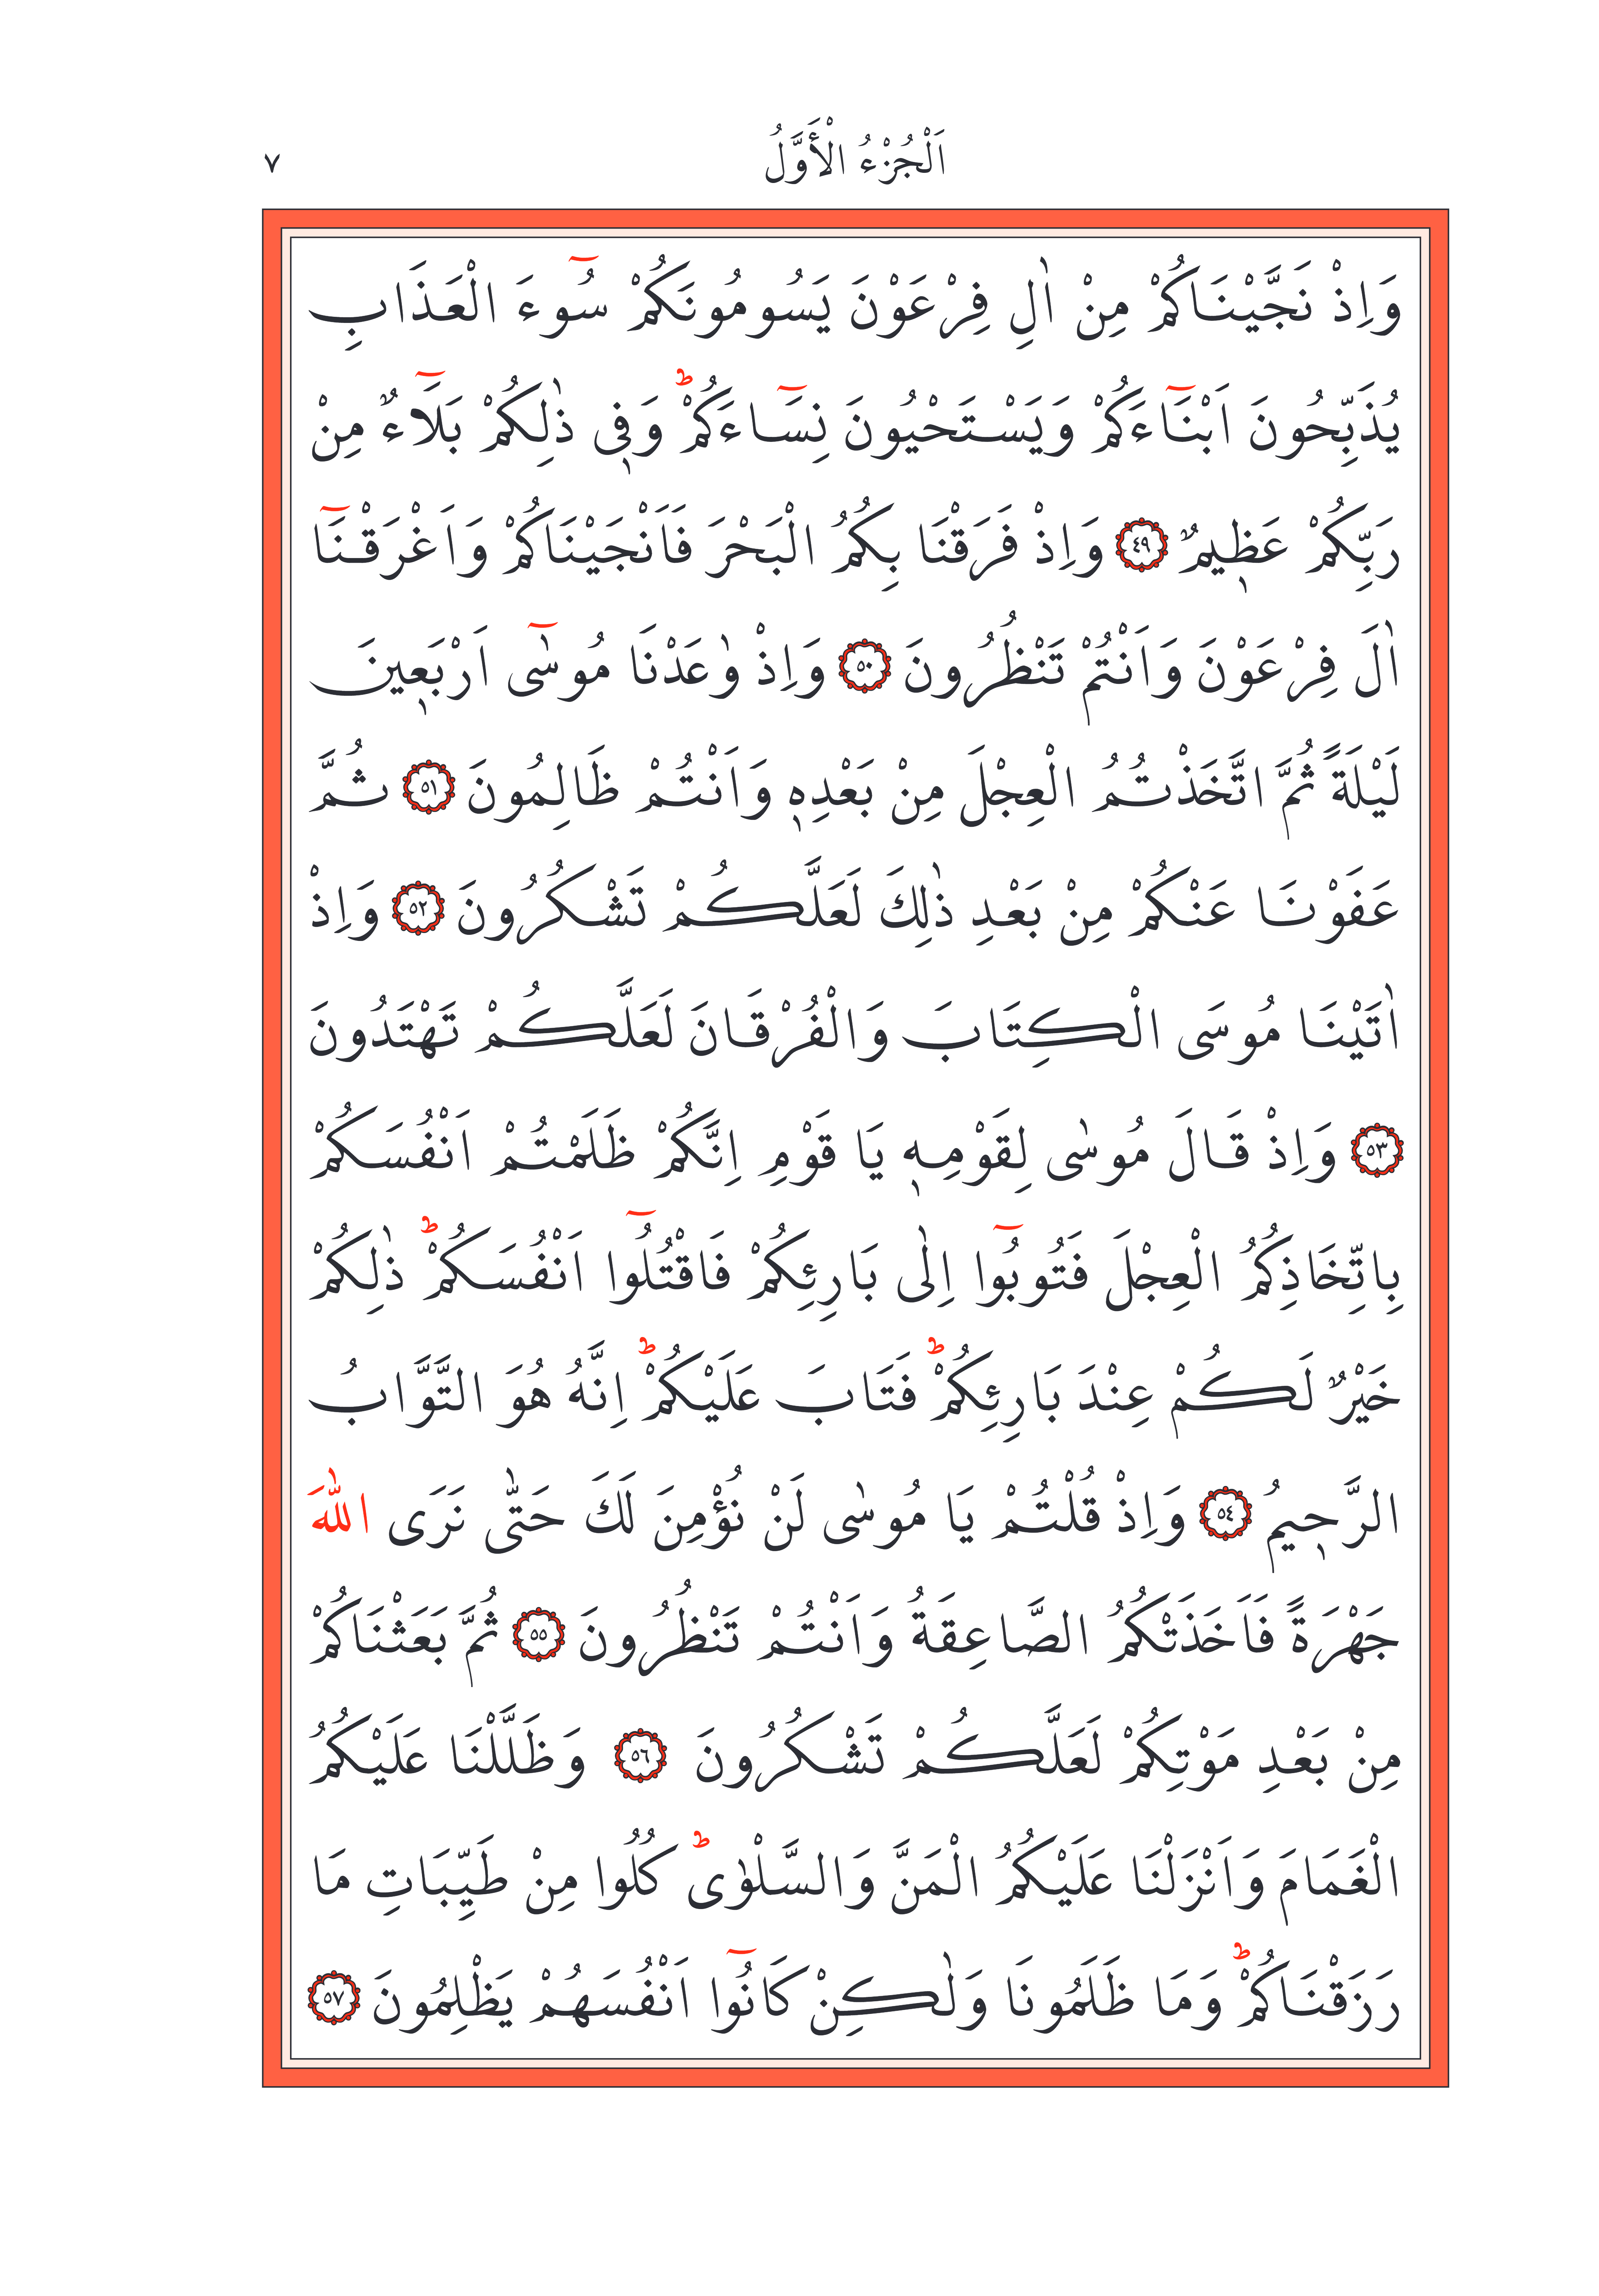 اَلْجُزْءُ الْأَوَّلُ
٧
وَاِذْ نَجَّيْنَاكُمْ مِنْ اٰلِ فِرْعَوْنَ يَسُومُونَكُمْ سُٓوءَ الْعَذَابِ
يُذَبِّحُونَ اَبْنَٓاءَكُمْ وَيَسْتَحْيُونَ نِسَٓاءَكُمْۜ وَفٖى ذٰلِكُمْ بَلَٓاءٌ مِنْ
رَبِّكُمْ عَظٖيمٌ ٤٩ وَاِذْ فَرَقْنَا بِكُمُ الْبَحْرَ فَاَنْجَيْنَاكُمْ وَاَغْرَقْنَٓا
اٰلَ فِرْعَوْنَ وَاَنْتُمْ تَنْظُرُونَ ٥٠ وَاِذْ وٰعَدْنَا مُوسٰٓى اَرْبَعٖينَ
لَيْلَةً ثُمَّ اتَّخَذْتُمُ الْعِجْلَ مِنْ بَعْدِهٖ وَاَنْتُمْ ظَالِمُونَ ٥١ ثُمَّ
عَفَوْنَا عَنْكُمْ مِنْ بَعْدِ ذٰلِكَ لَعَلَّكُمْ تَشْكُرُونَ ٥٢ وَاِذْ
اٰتَيْنَا مُوسَى الْكِتَابَ وَالْفُرْقَانَ لَعَلَّكُمْ تَهْتَدُونَ
٥٣ وَاِذْ قَالَ مُوسٰى لِقَوْمِهٖ يَا قَوْمِ اِنَّكُمْ ظَلَمْتُمْ اَنْفُسَكُمْ
بِاتِّخَاذِكُمُ الْعِجْلَ فَتُوبُٓوا اِلٰى بَارِئِكُمْ فَاقْتُلُٓوا اَنْفُسَكُمْۜ ذٰلِكُمْ
خَيْرٌ لَكُمْ عِنْدَ بَارِئِكُمْۜ فَتَابَ عَلَيْكُمْۜ اِنَّهُ هُوَ التَّوَّابُ
الرَّحٖيمُ ٥٤ وَاِذْ قُلْتُمْ يَا مُوسٰى لَنْ نُؤْمِنَ لَكَ حَتّٰى نَرَى اللّٰهَ
جَهْرَةً فَاَخَذَتْكُمُ الصَّاعِقَةُ وَاَنْتُمْ تَنْظُرُونَ ٥٥ ثُمَّ بَعَثْنَاكُمْ
مِنْ بَعْدِ مَوْتِكُمْ لَعَلَّكُمْ تَشْكُرُونَ ٥٦ وَظَلَّلْنَا عَلَيْكُمُ
الْغَمَامَ وَاَنْزَلْنَا عَلَيْكُمُ الْمَنَّ وَالسَّلْوٰىۜ كُلُوا مِنْ طَيِّبَاتِ مَا
رَزَقْنَاكُمْۜ وَمَا ظَلَمُونَا وَلٰكِنْ كَانُٓوا اَنْفُسَهُمْ يَظْلِمُونَ ٥٧